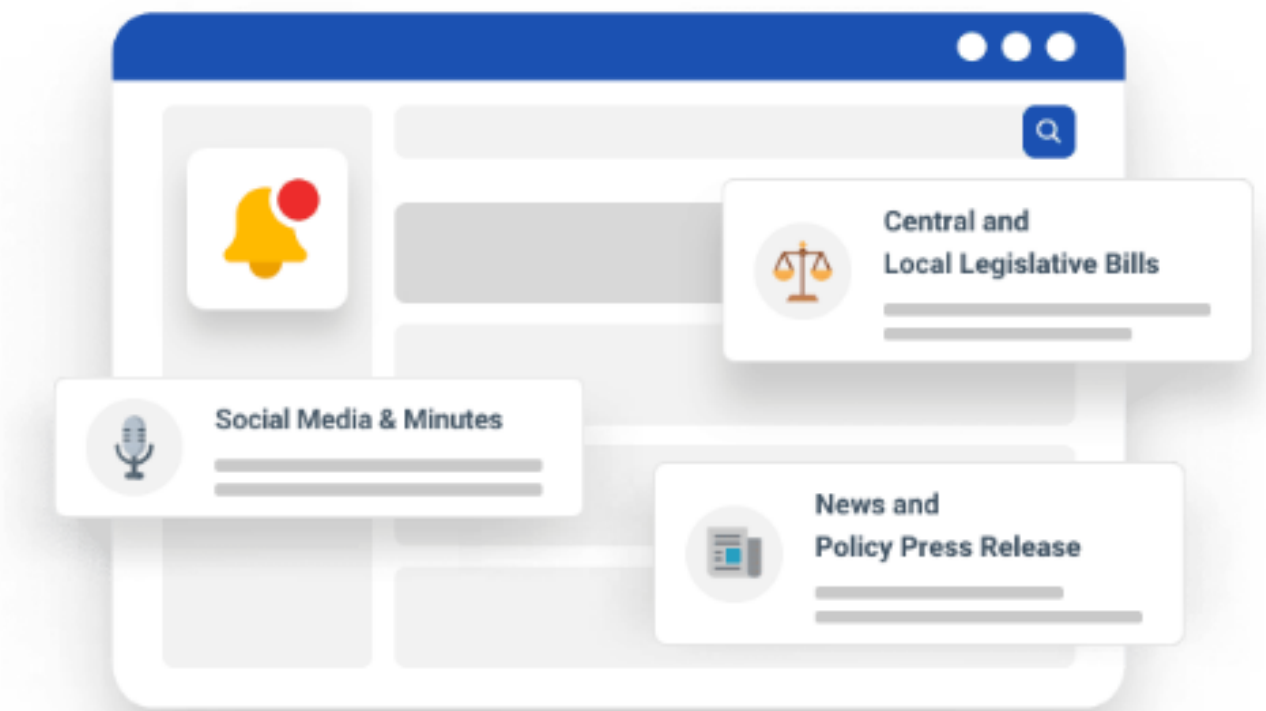 Central and
Local Legislative Bills
Social Media & Minutes
News and
Policy Press Release